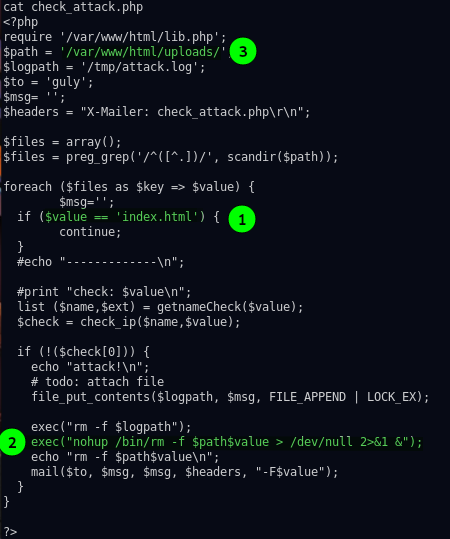 cat check_attack.php
<?php
require '/var/www/html/lib.php';
$path = '/var/www/html/uploads/' 3
$logpath = '/tmp/attack.log';
$to = 'guly';
$msg= '';
$headers = "X-Mailer: check_attack.php\r\n";
$files = array();
$files = preg_grep('/^([^.])/', scandir($path));
foreach ($files as $key => $value) {
$msg='';
if ($value == 'index.html') { 1
continue;
}
#echo "-------------\n";
#print "check: $value\n";
list ($name,$ext) = getnameCheck($value);
$check = check_ip($name,$value);
if (!($check[0])) {
echo "attack!\n";
# todo: attach file
file_put_contents($logpath, $msg, FILE_APPEND | LOCK_EX);
exec("rm -f $logpath");
2 exec("nohup /bin/rm -f $path$value > /dev/null 2>&1 &");
echo "rm -f $path$value\n";
mail($to, $msg, $msg, $headers, "-F$value");
}
}
?>